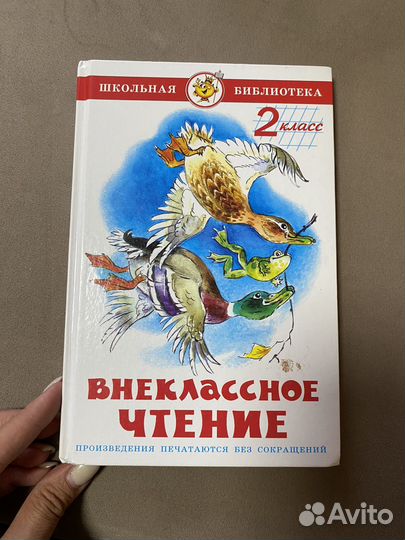 ШКОЛЬНАЯ БИБЛИОТЕКА
2 класс
ВНЕКЛАССНОЕ
ЧТЕНИЕ
ПРОИЗВЕДЕНИЯ ПЕЧАТАЮТСЯ БЕЗ СОКРАЩЕНИЙ
Avito